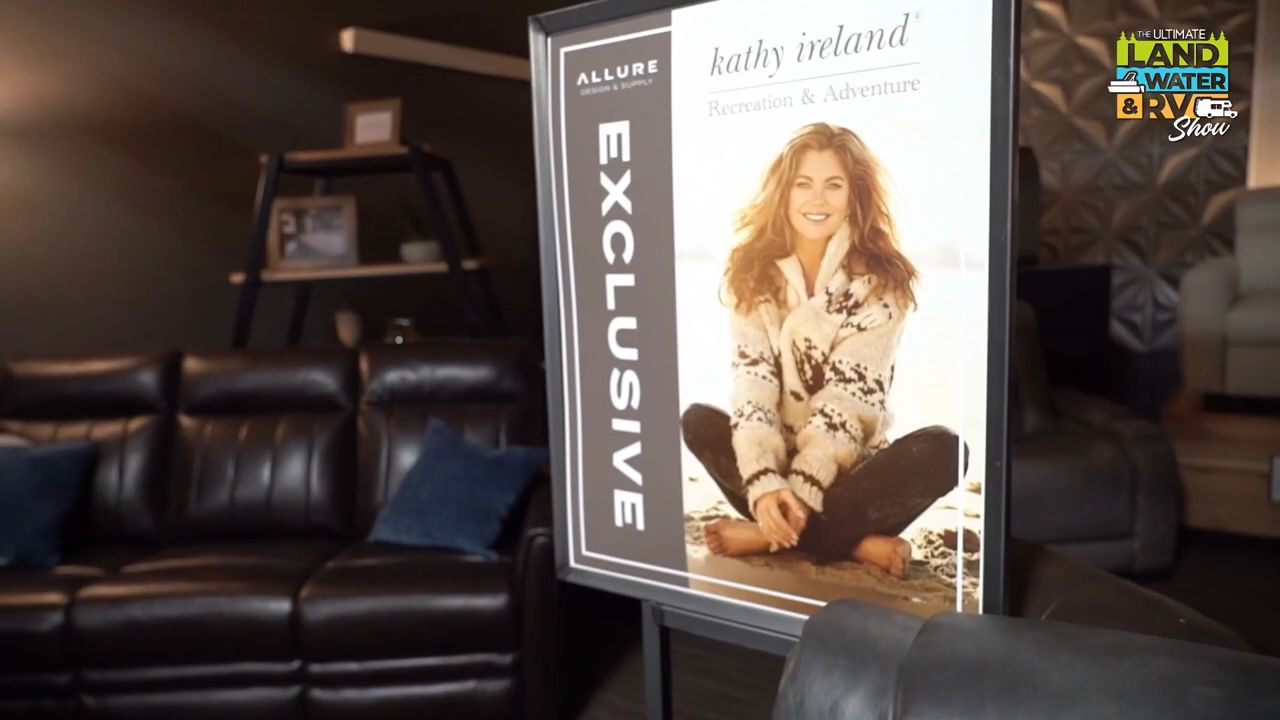 ALLURE
DESIGN & SUPPLY
EXCLUSIVE
kathy ireland®
Recreation & Adventure
THE ULTIMATE
LAND
WATER
& RV
Show